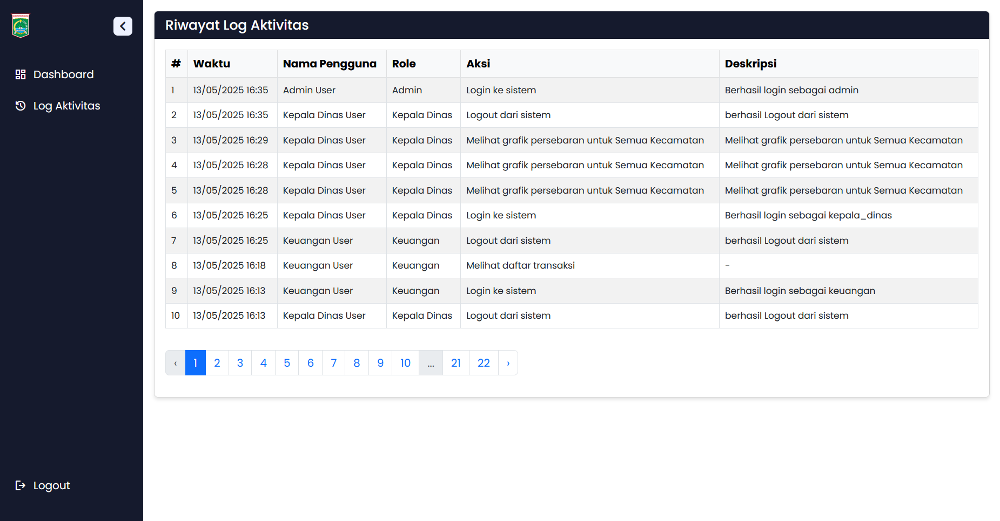 Dashboard
Log Aktivitas
Logout
Riwayat Log Aktivitas
# Waktu Nama Pengguna Role Aksi Deskripsi
1 13/05/2025 16:35 Admin User Admin Login ke sistem Berhasil login sebagai admin
2 13/05/2025 16:35 Kepala Dinas User Kepala Dinas Logout dari sistem berhasil Logout dari sistem
3 13/05/2025 16:29 Kepala Dinas User Kepala Dinas Melihat grafik persebaran untuk Semua Kecamatan Melihat grafik persebaran untuk Semua Kecamatan
4 13/05/2025 16:28 Kepala Dinas User Kepala Dinas Melihat grafik persebaran untuk Semua Kecamatan Melihat grafik persebaran untuk Semua Kecamatan
5 13/05/2025 16:28 Kepala Dinas User Kepala Dinas Melihat grafik persebaran untuk Semua Kecamatan Melihat grafik persebaran untuk Semua Kecamatan
6 13/05/2025 16:25 Kepala Dinas User Kepala Dinas Login ke sistem Berhasil login sebagai kepala_dinas
7 13/05/2025 16:25 Keuangan User Keuangan Logout dari sistem berhasil Logout dari sistem
8 13/05/2025 16:18 Keuangan User Keuangan Melihat daftar transaksi -
9 13/05/2025 16:13 Keuangan User Keuangan Login ke sistem Berhasil login sebagai keuangan
10 13/05/2025 16:13 Kepala Dinas User Kepala Dinas Logout dari sistem berhasil Logout dari sistem
‹ 1 2 3 4 5 6 7 8 9 10 ... 21 22 ›